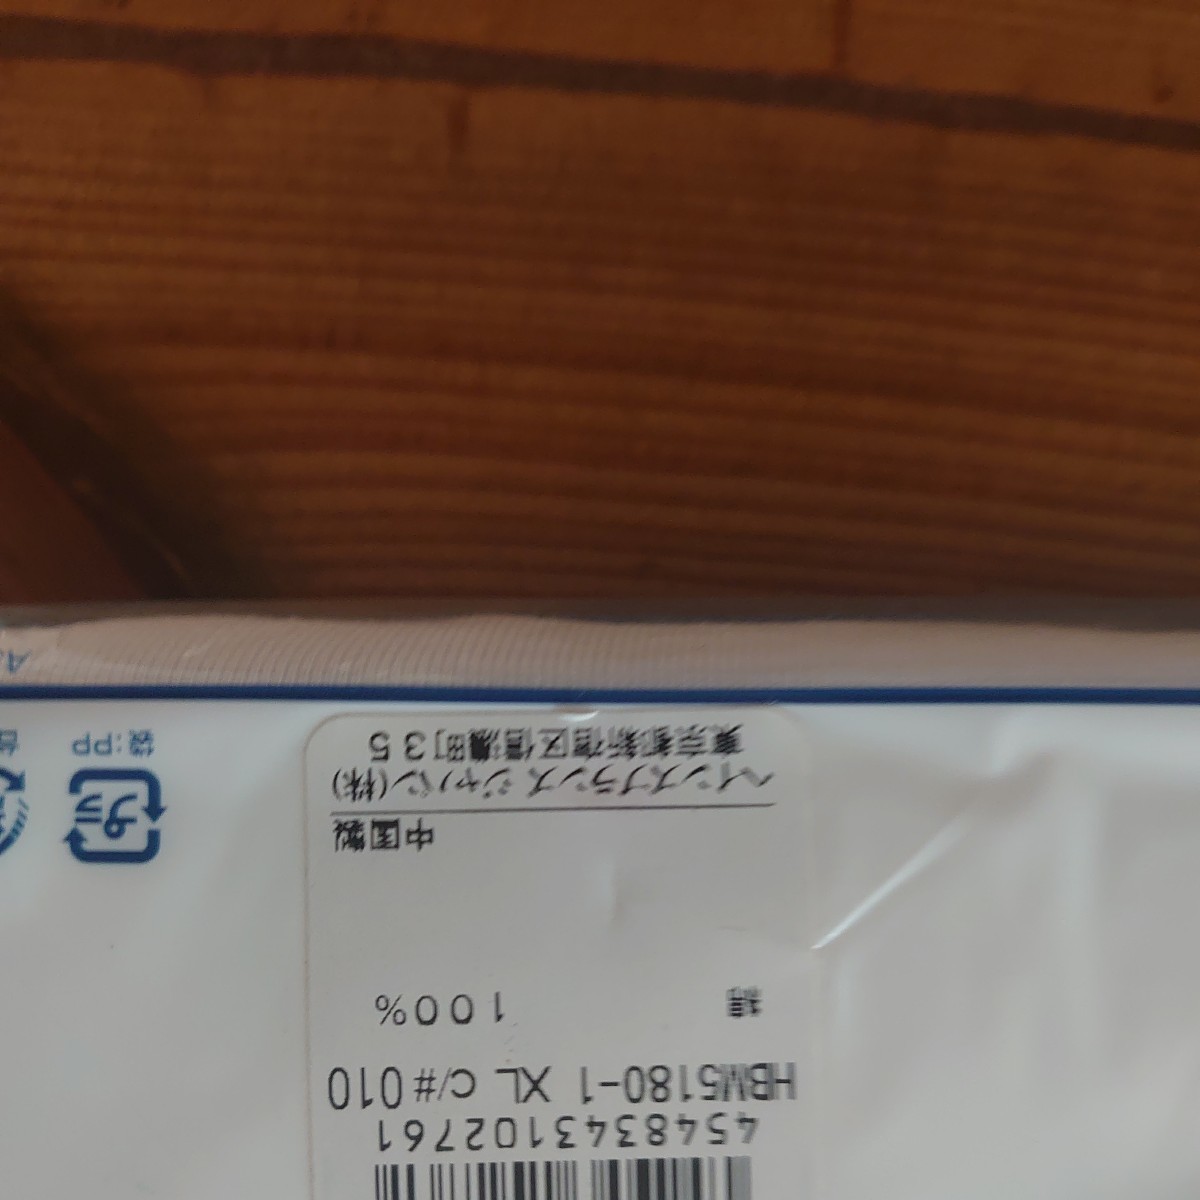 4548343102761
HBM5180-1 XL C/#010
綿 100%
中国製
ヘインズブランズ ジャパン(株)
東京都新宿区信濃町35
プラ
袋:PP